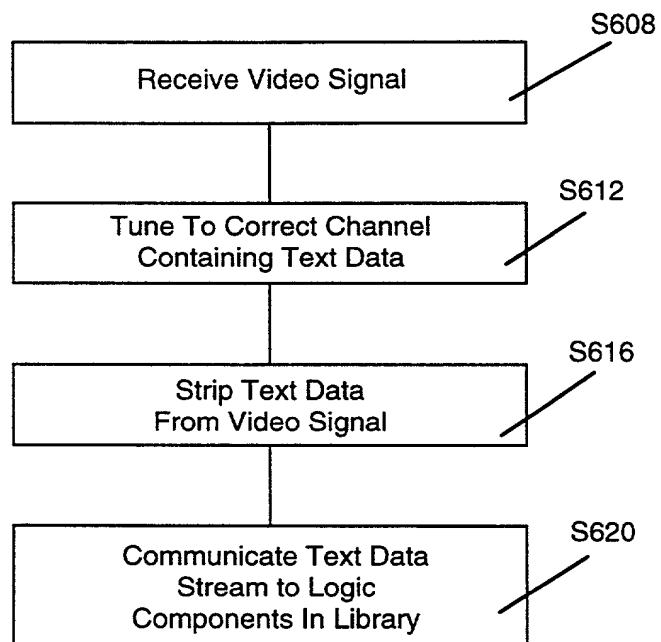 S608
Receive Video Signal
S612
Tune To Correct Channel
Containing Text Data
S616
Strip Text Data
From Video Signal
S620
Communicate Text Data
Stream to Logic
Components In Library